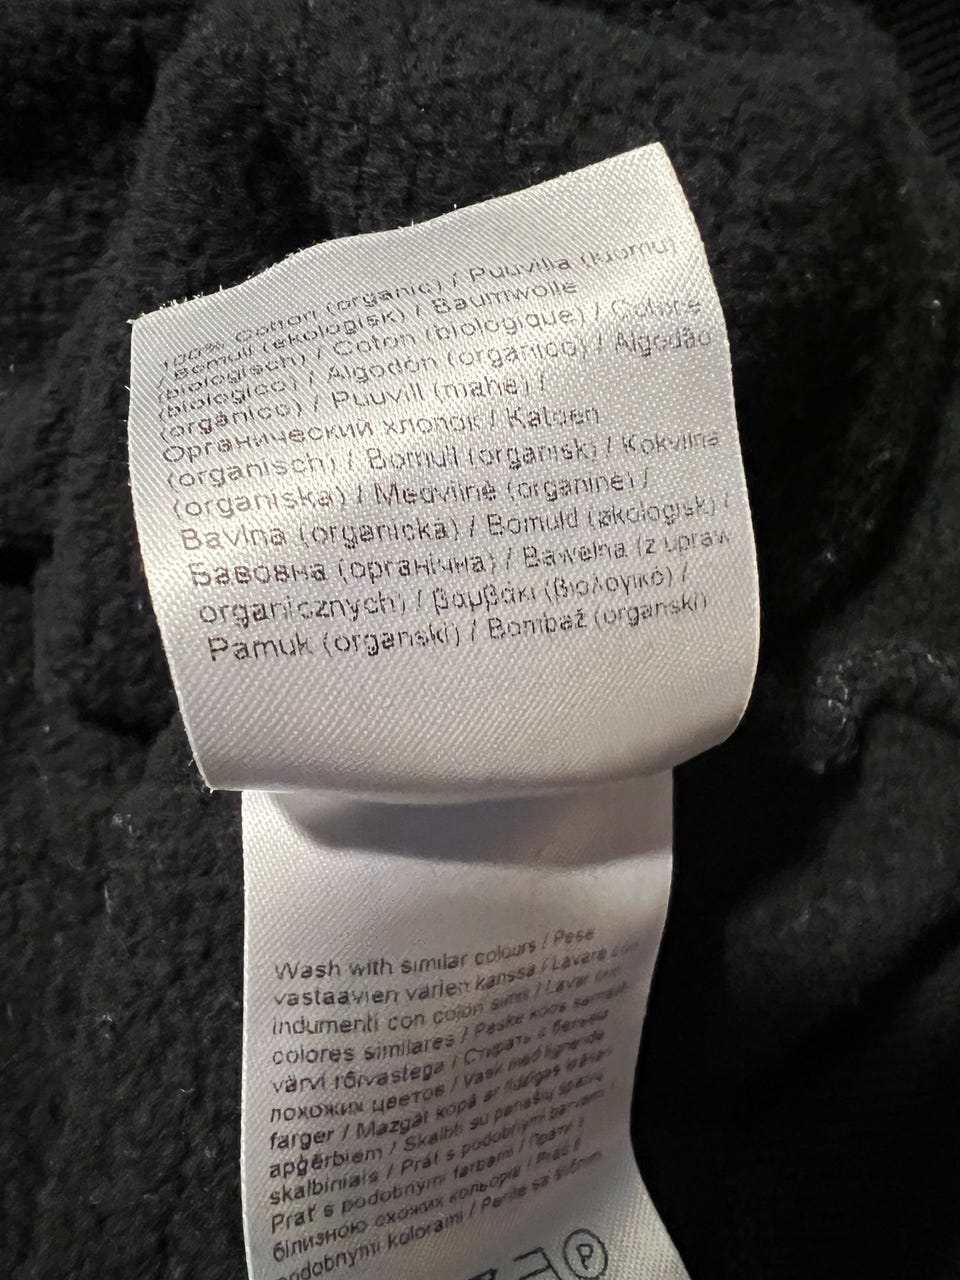 100% Cotton (organic) / Puuvilla (luomu)
/ Bomull (ekologisk) / Baumwolle
(biologisch) / Coton (biologique) / Cotone
(biologico) / Algodón (orgánico) / Algodão
(orgânico) / Puuvill (mahe) /
Органический хлопок / Katoen
(organisch) / Bomull (organisk) / Kokvilna
(organiska) / Medvilnė (organinė) /
Bavlna (organická) / Bomuld (økologisk) /
Бавовна (органічна) / Bawełna (z upraw
organicznych) / βαμβάκι (βιολογικό) /
Pamuk (organski) / Bombaž (organski)
Wash with similar colours / Pese
vastaavien värien kanssa / Lavare con
indumenti con colori simili / Lavar con
colores similares / Peske koos sarnast
värvi rõivastega / Стирать с бельем
похожих цветов / Vask med lignende
farger / Mazgāt kopā ar līdzīgas krāsas
apģērbiem / Skalbti su panašių spalvų
skalbiniais / Prát s podobnými barvami /
Prať s podobnými farbami / Прати з
білизною схожих кольорів / Prać z
podobnymi kolorami / Perite sa sličnim
P